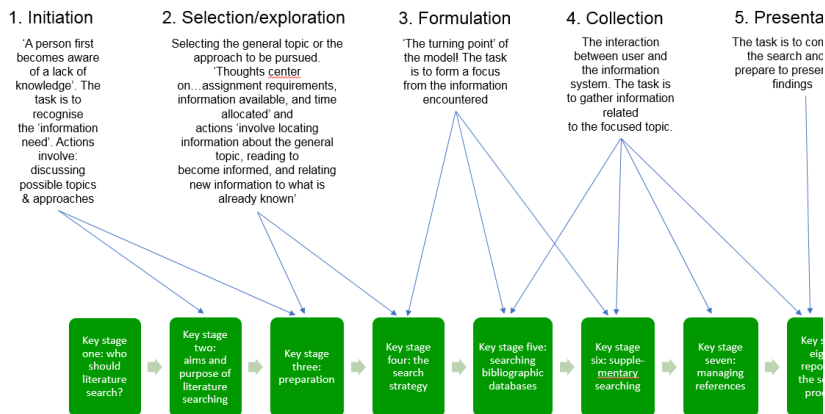 1. Initiation
'A person first
becomes aware
of a lack of
knowledge'. The
task is to
recognise
the 'information
need'. Actions
involve:
discussing
possible topics
& approaches
2. Selection/exploration
Selecting the general topic or the
approach to be pursued.
'Thoughts center
on…assignment requirements,
information available, and time
allocated' and
actions 'involve locating
information about the general
topic, reading to
become informed, and relating
new information to what is
already known'
3. Formulation
'The turning point' of
the model! The task
is to form a focus
from the information
encountered
4. Collection
The interaction
between user and
the information
system. The task is
to gather information
related
to the focused topic.
5. Presenta
The task is to con
the search and
prepare to presen
findings
Key stage
one: who
should
literature
search?
Key stage
two:
aims and
purpose of
literature
searching
Key stage
three:
preparation
Key stage
four: the
search
strategy
Key stage five:
searching
bibliographic
databases
Key stage
six: supple-
mentary
searching
Key stage
seven:
managing
references
Key st
eig
repo
the se
proc